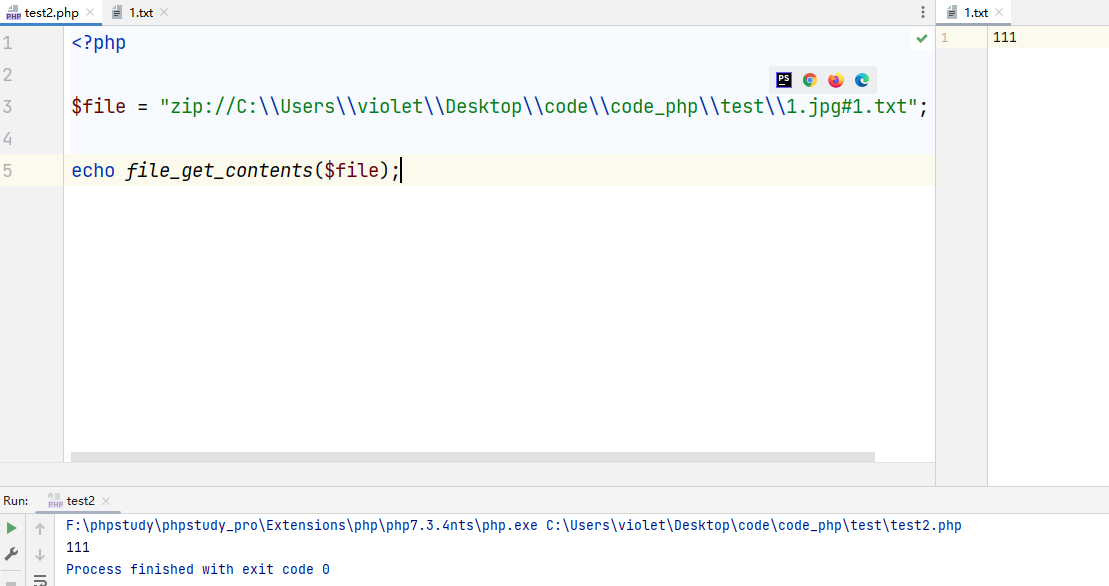 test2.php
1.txt
1.txt
1 <?php
2
3 $file = "zip://C:\\Users\\violet\\Desktop\\code\\code_php\\test\\1.jpg#1.txt";
4
5 echo file_get_contents($file);
1 111
Run: test2
F:\phpstudy\phpstudy_pro\Extensions\php\php7.3.4nts\php.exe C:\Users\violet\Desktop\code\code_php\test\test2.php
111
Process finished with exit code 0